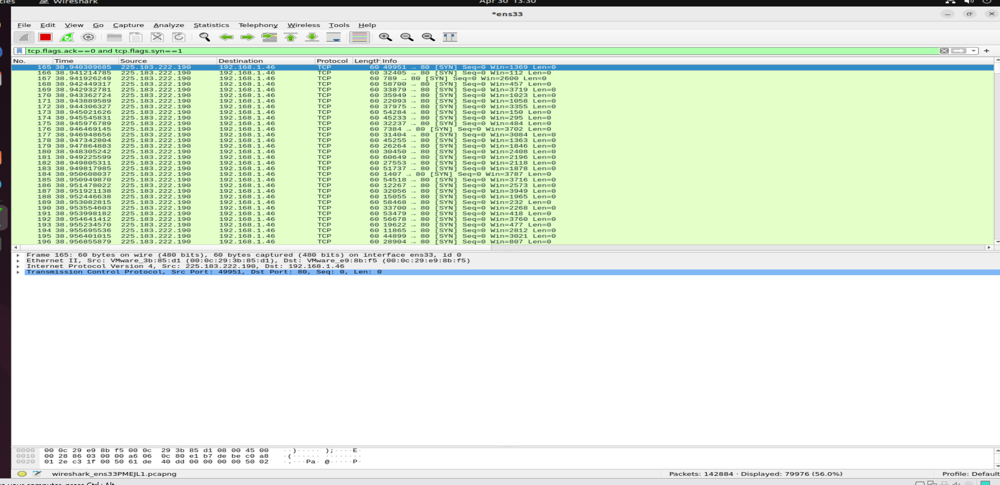 ties Wireshark Apr 30 13:30
*ens33
File Edit View Go Capture Analyze Statistics Telephony Wireless Tools Help
tcp.flags.ack==0 and tcp.flags.syn==1
No. Time Source Destination Protocol Length Info
165 38.940309685 225.183.222.190 192.168.1.46 TCP 60 49951 → 80 [SYN] Seq=0 Win=1369 Len=0
166 38.941214785 225.183.222.190 192.168.1.46 TCP 60 32405 → 80 [SYN] Seq=0 Win=112 Len=0
167 38.941926249 225.183.222.190 192.168.1.46 TCP 60 789 → 80 [SYN] Seq=0 Win=2600 Len=0
168 38.942449317 225.183.222.190 192.168.1.46 TCP 60 58700 → 80 [SYN] Seq=0 Win=457 Len=0
169 38.942932781 225.183.222.190 192.168.1.46 TCP 60 33879 → 80 [SYN] Seq=0 Win=3719 Len=0
170 38.943362724 225.183.222.190 192.168.1.46 TCP 60 35949 → 80 [SYN] Seq=0 Win=1023 Len=0
171 38.943889589 225.183.222.190 192.168.1.46 TCP 60 22093 → 80 [SYN] Seq=0 Win=1058 Len=0
172 38.944306327 225.183.222.190 192.168.1.46 TCP 60 37975 → 80 [SYN] Seq=0 Win=3355 Len=0
173 38.945021626 225.183.222.190 192.168.1.46 TCP 60 54284 → 80 [SYN] Seq=0 Win=150 Len=0
174 38.945545831 225.183.222.190 192.168.1.46 TCP 60 45233 → 80 [SYN] Seq=0 Win=295 Len=0
175 38.945976789 225.183.222.190 192.168.1.46 TCP 60 32237 → 80 [SYN] Seq=0 Win=484 Len=0
176 38.946469145 225.183.222.190 192.168.1.46 TCP 60 7384 → 80 [SYN] Seq=0 Win=3702 Len=0
177 38.946948656 225.183.222.190 192.168.1.46 TCP 60 31404 → 80 [SYN] Seq=0 Win=3084 Len=0
178 38.947342804 225.183.222.190 192.168.1.46 TCP 60 45255 → 80 [SYN] Seq=0 Win=1363 Len=0
179 38.947864883 225.183.222.190 192.168.1.46 TCP 60 26264 → 80 [SYN] Seq=0 Win=1846 Len=0
180 38.948305242 225.183.222.190 192.168.1.46 TCP 60 30450 → 80 [SYN] Seq=0 Win=2408 Len=0
181 38.949225599 225.183.222.190 192.168.1.46 TCP 60 60649 → 80 [SYN] Seq=0 Win=2196 Len=0
182 38.949805311 225.183.222.190 192.168.1.46 TCP 60 27553 → 80 [SYN] Seq=0 Win=2118 Len=0
183 38.949817985 225.183.222.190 192.168.1.46 TCP 60 51737 → 80 [SYN] Seq=0 Win=1878 Len=0
184 38.950608037 225.183.222.190 192.168.1.46 TCP 60 1407 → 80 [SYN] Seq=0 Win=3787 Len=0
185 38.950949870 225.183.222.190 192.168.1.46 TCP 60 54518 → 80 [SYN] Seq=0 Win=3716 Len=0
186 38.951478022 225.183.222.190 192.168.1.46 TCP 60 12267 → 80 [SYN] Seq=0 Win=2573 Len=0
187 38.951921138 225.183.222.190 192.168.1.46 TCP 60 32056 → 80 [SYN] Seq=0 Win=3949 Len=0
188 38.952446638 225.183.222.190 192.168.1.46 TCP 60 15055 → 80 [SYN] Seq=0 Win=1965 Len=0
189 38.953082815 225.183.222.190 192.168.1.46 TCP 60 58468 → 80 [SYN] Seq=0 Win=232 Len=0
190 38.953554603 225.183.222.190 192.168.1.46 TCP 60 33700 → 80 [SYN] Seq=0 Win=2268 Len=0
191 38.953998182 225.183.222.190 192.168.1.46 TCP 60 53479 → 80 [SYN] Seq=0 Win=418 Len=0
192 38.954641412 225.183.222.190 192.168.1.46 TCP 60 56678 → 80 [SYN] Seq=0 Win=3760 Len=0
193 38.955234570 225.183.222.190 192.168.1.46 TCP 60 19622 → 80 [SYN] Seq=0 Win=477 Len=0
194 38.955695536 225.183.222.190 192.168.1.46 TCP 60 11865 → 80 [SYN] Seq=0 Win=2812 Len=0
195 38.956401015 225.183.222.190 192.168.1.46 TCP 60 44899 → 80 [SYN] Seq=0 Win=3021 Len=0
196 38.956855879 225.183.222.190 192.168.1.46 TCP 60 28904 → 80 [SYN] Seq=0 Win=807 Len=0
Frame 165: 60 bytes on wire (480 bits), 60 bytes captured (480 bits) on interface ens33, id 0
Ethernet II, Src: VMware_3b:85:d1 (00:0c:29:3b:85:d1), Dst: VMware_e9:8b:f5 (00:0c:29:e9:8b:f5)
Internet Protocol Version 4, Src: 225.183.222.190, Dst: 192.168.1.46
Transmission Control Protocol, Src Port: 49951, Dst Port: 80, Seq: 0, Len: 0
0000 00 0c 29 e9 8b f5 00 0c 29 3b 85 d1 08 00 45 00 ··)····· );····E·
0010 00 28 86 03 00 00 a6 06 0c 80 e1 b7 de be c0 a8 ·(······ ········
0020 01 2e c3 1f 00 50 61 de 40 dd 00 00 00 00 50 02 ·.···Pa· @·····P·
wireshark_ens33PMEJL1.pcapng Packets: 142884 · Displayed: 79976 (56.0%) Profile: Default
to your computer, press Ctrl+Alt.